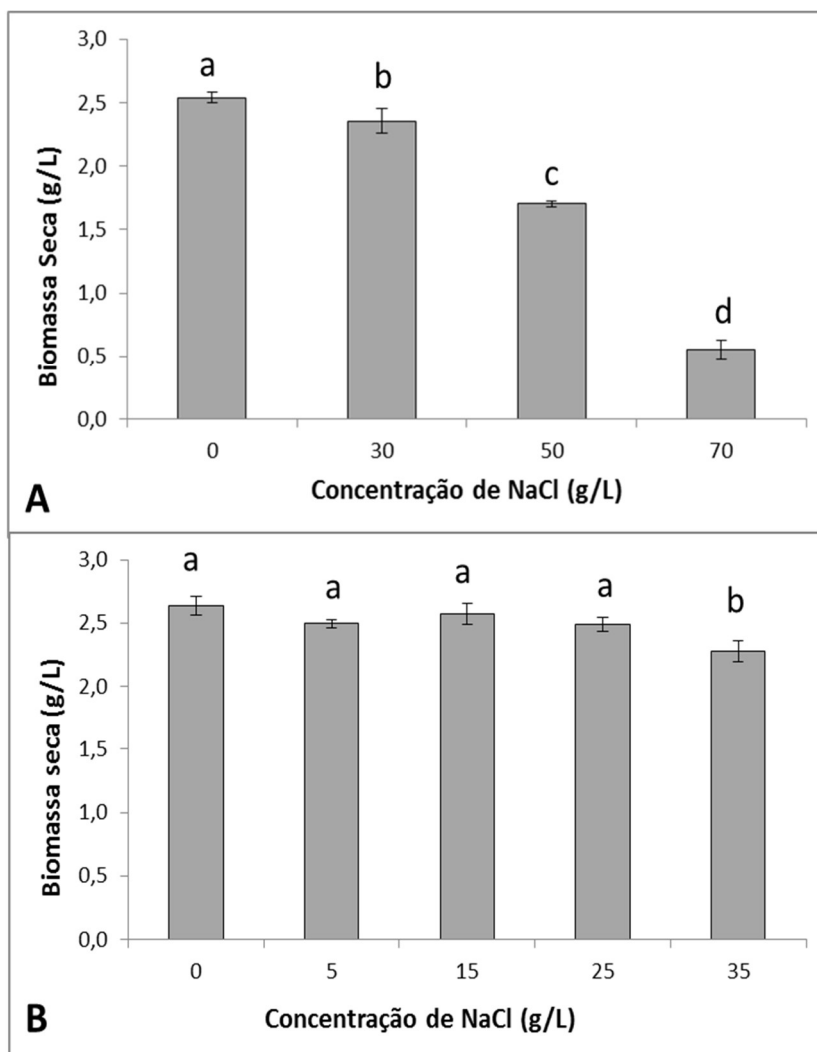 3,0
a
b
2,5
2,0
c
1,5
1,0
d
0,5
0,0
Biomassa Seca (g/L)
0 30 50 70
A
Concentração de NaCl (g/L)
3,0
a a a a b
2,5
2,0
1,5
1,0
0,5
0,0
Biomassa seca (g/L)
0 5 15 25 35
B
Concentração de NaCl (g/L)